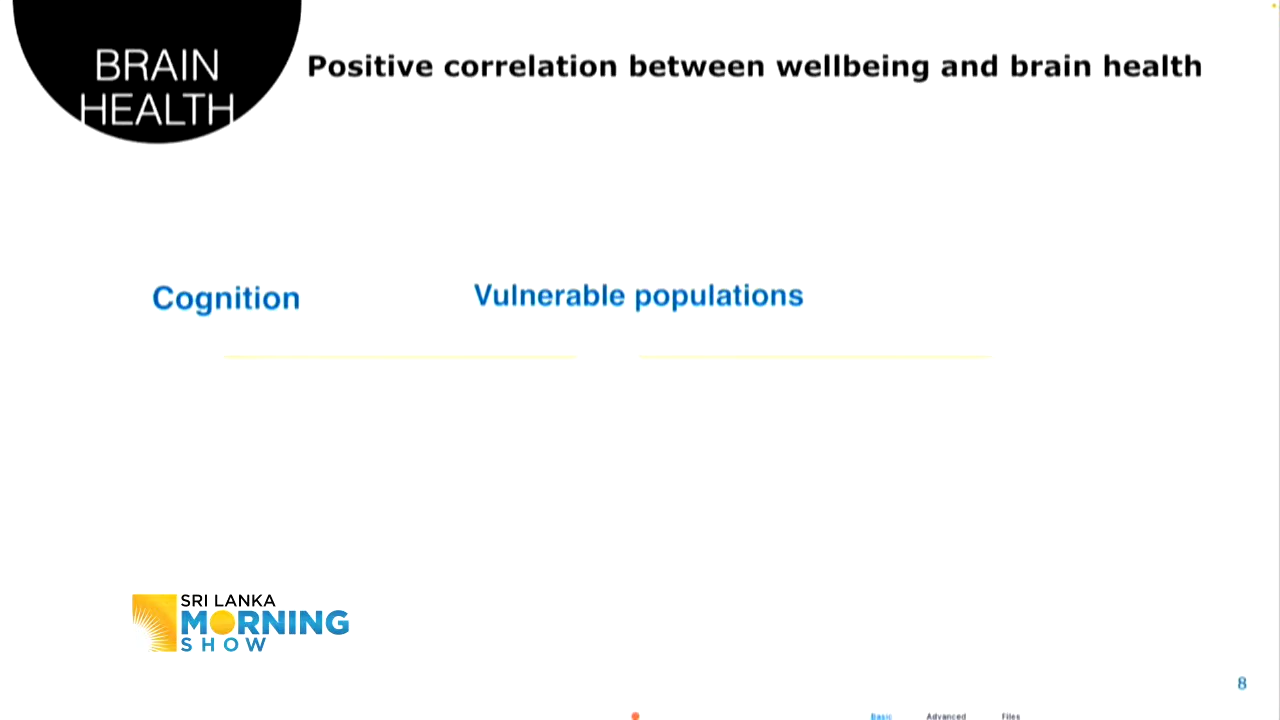 BRAIN
HEALTH
Positive correlation between wellbeing and brain health
Cognition
Vulnerable populations
SRI LANKA
MORNING
SHOW
8
Basic Advanced Files